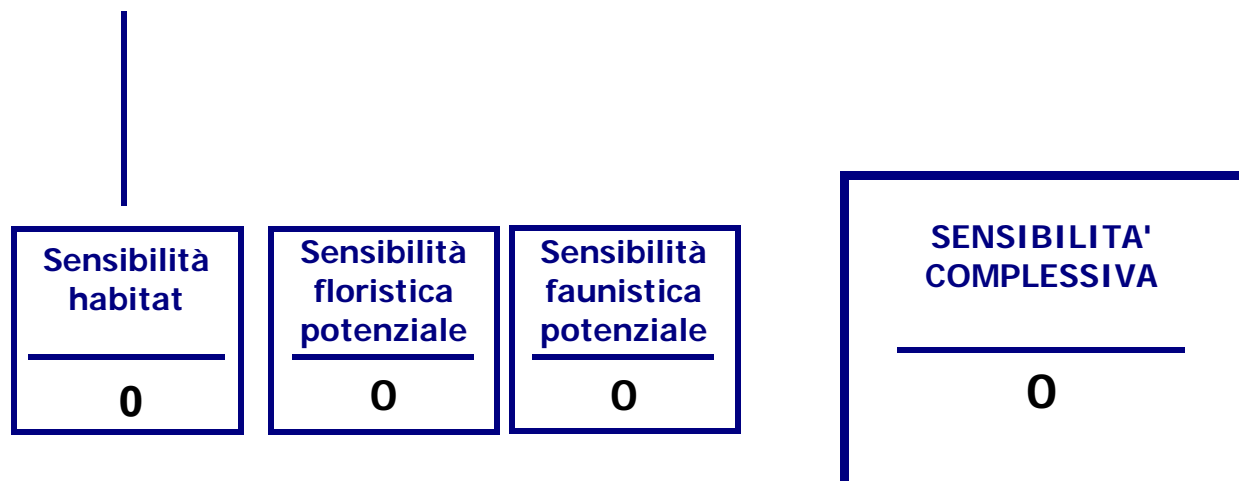 Sensibilità
habitat
0
Sensibilità
floristica
potenziale
0
Sensibilità
faunistica
potenziale
0
SENSIBILITA'
COMPLESSIVA
0